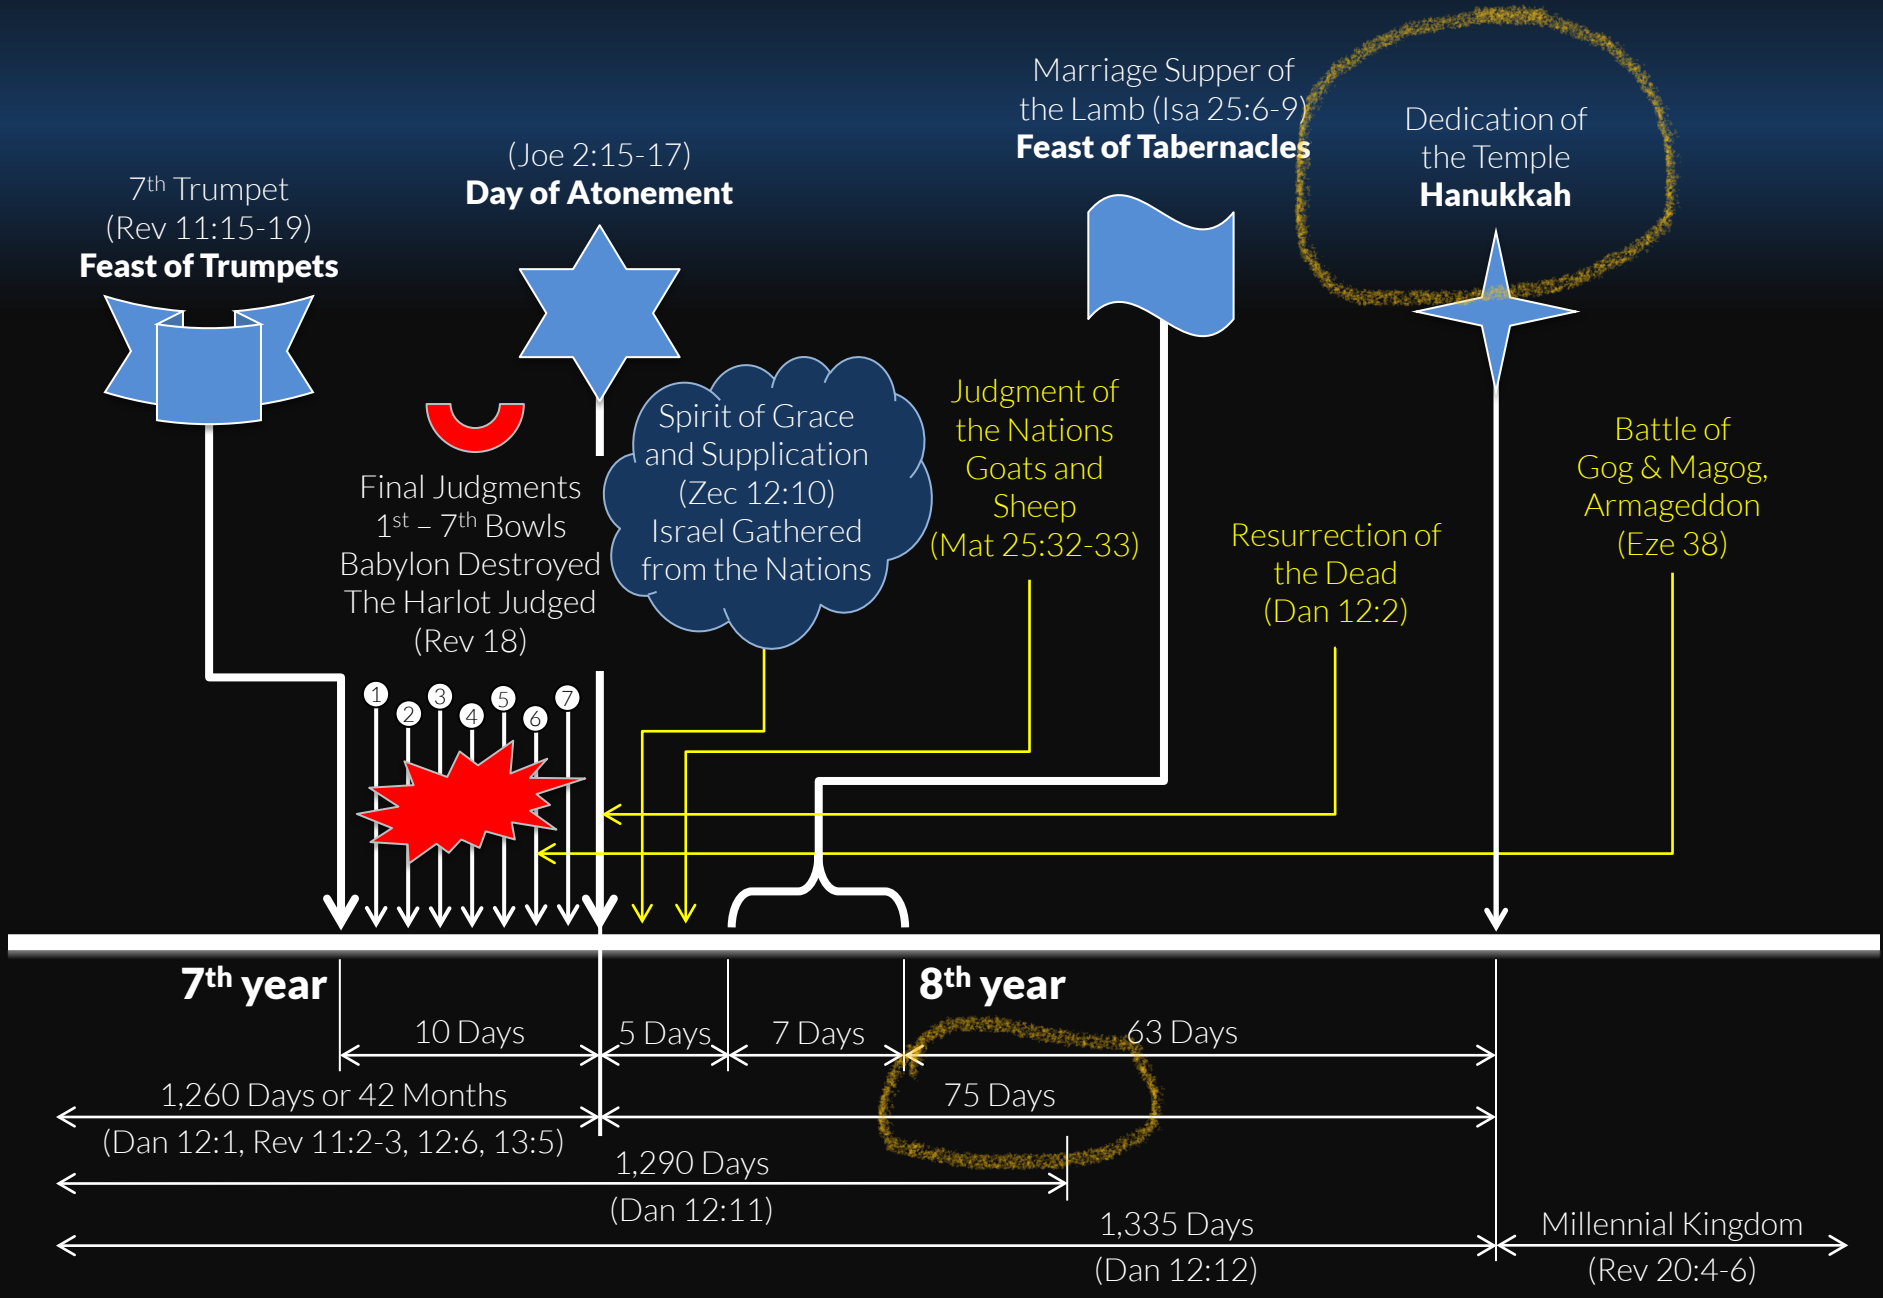 7th Trumpet
(Rev 11:15-19)
Feast of Trumpets
(Joe 2:15-17)
Day of Atonement
Marriage Supper of
the Lamb (Isa 25:6-9)
Feast of Tabernacles
Dedication of
the Temple
Hanukkah
Final Judgments
1st – 7th Bowls
Babylon Destroyed
The Harlot Judged
(Rev 18)
Spirit of Grace
and Supplication
(Zec 12:10)
Israel Gathered
from the Nations
Judgment of
the Nations
Goats and
Sheep
(Mat 25:32-33)
Resurrection of
the Dead
(Dan 12:2)
Battle of
Gog & Magog,
Armageddon
(Eze 38)
1
2
3
4
5
6
7
7th year
8th year
10 Days
5 Days
7 Days
63 Days
1,260 Days or 42 Months
(Dan 12:1, Rev 11:2-3, 12:6, 13:5)
75 Days
1,290 Days
(Dan 12:11)
1,335 Days
(Dan 12:12)
Millennial Kingdom
(Rev 20:4-6)